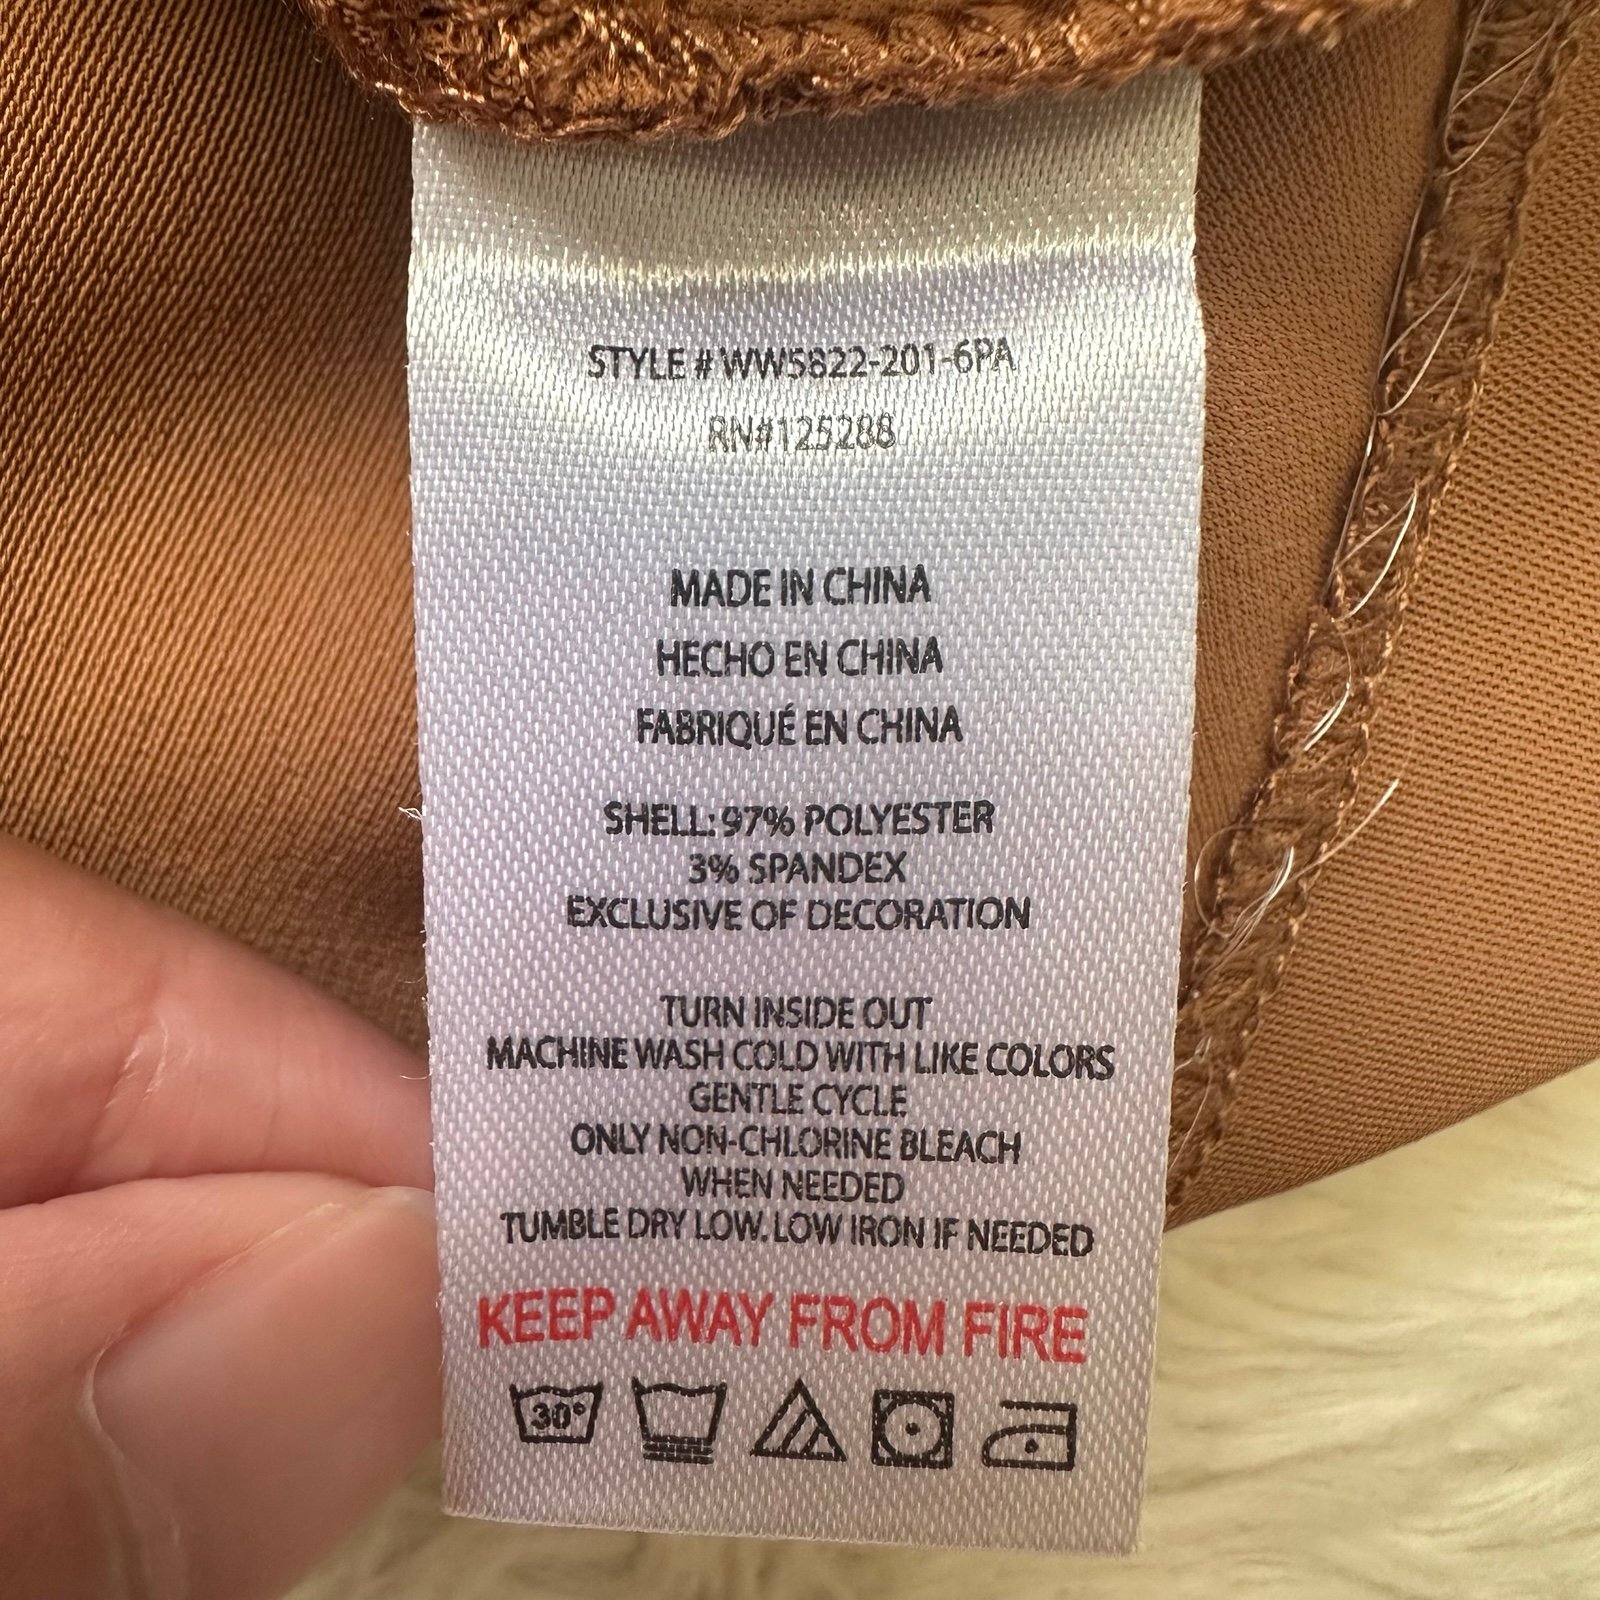 STYLE # WW5822-201-6PA
RN#125288
MADE IN CHINA
HECHO EN CHINA
FABRIQUÉ EN CHINA
SHELL: 97% POLYESTER
3% SPANDEX
EXCLUSIVE OF DECORATION
TURN INSIDE OUT
MACHINE WASH COLD WITH LIKE COLORS
GENTLE CYCLE
ONLY NON-CHLORINE BLEACH
WHEN NEEDED
TUMBLE DRY LOW. LOW IRON IF NEEDED
KEEP AWAY FROM FIRE
30°